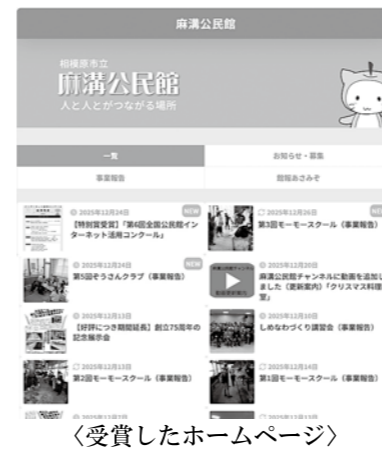 麻溝公民館
相模原市立
麻溝公民館
人と人とがつながる場所
一覧
お知らせ・募集
事業報告
館報あさみぞ
2025年12月24日
NEW
【特別賞受賞】「第6回全国公民館イン
ターネット活用コンクール」
2025年12月26日
NE
第3回モーモースクール(事業報告)
2025年12月24日
NEW
第5回ぞうさんクラブ(事業報告)
2025年12月20日
麻溝公民館チャンネルに動画を追加し
ました(更新案内)「クリスマス料理
室」
2025年12月13日
【好評につき期間延長】創立75周年の
記念展示会
2025年12月10日
しめなわづくり講習会(事業報告)
2025年12月13日
第2回モーモースクール(事業報告)
2025年12月14日
第1回モーモースクール(事業報告)
〈受賞したホームページ〉